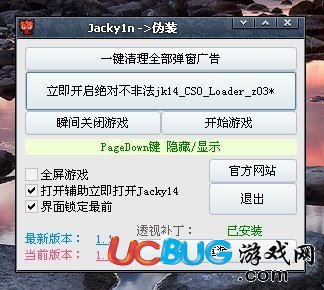 Jacky1n ->伪装
一键清理全部弹窗广告
立即开启绝对不非法jk14_CSO_Loader_z03*
瞬间关闭游戏
开始游戏
PageDown键 隐藏/显示
全屏游戏
官方网站
打开辅助立即打开Jacky14
界面锁定最前
退出
透视补丁:
已安装
最新版本:
当前版本:
UCBUG游戏网
.com